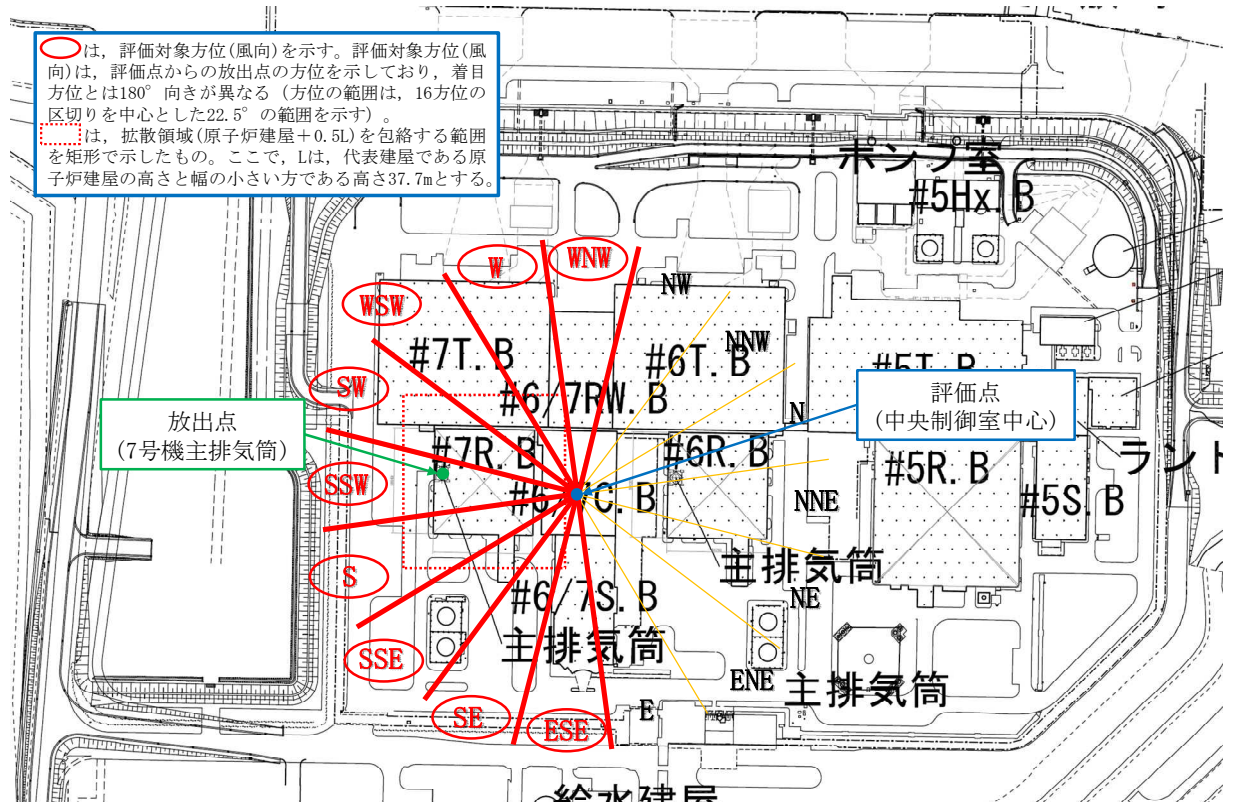 は，評価対象方位(風向)を示す。評価対象方位(風
向)は，評価点からの放出点の方位を示しており，着目
方位とは180°向きが異なる（方位の範囲は，16方位の
区切りを中心とした22.5°の範囲を示す）。
は，拡散領域(原子炉建屋＋0.5L)を包絡する範囲
を矩形で示したもの。ここで，Lは，代表建屋である原
子炉建屋の高さと幅の小さい方である高さ37.7mとする。
ポンプ室
#5Hx.B
W
WNW
NW
WSW
NNW
#7T.B
#6T.B
#5T.B
#6/7RW.B
SW
N
評価点
(中央制御室中心)
放出点
(7号機主排気筒)
#7R.B
#6R.B
#5R.B
ラント
SSW
#6/7C.B
NNE
#5S.B
主排気筒
S
#6/7S.B
NE
主排気筒
SSE
ENE
主排気筒
SE
ESE
E
給水建屋